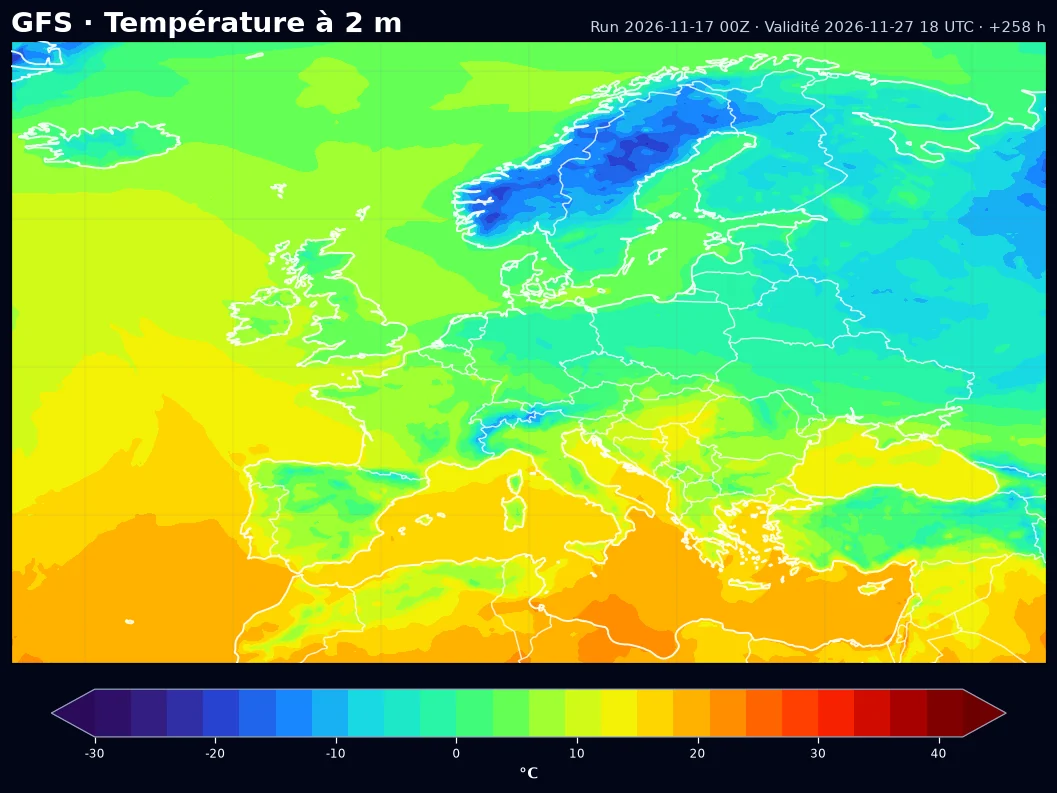 GFS · Température à 2 m
Run 2026-11-17 00Z · Validité 2026-11-27 18 UTC · +258 h
-30 -20 -10 0 10 20 30 40
°C